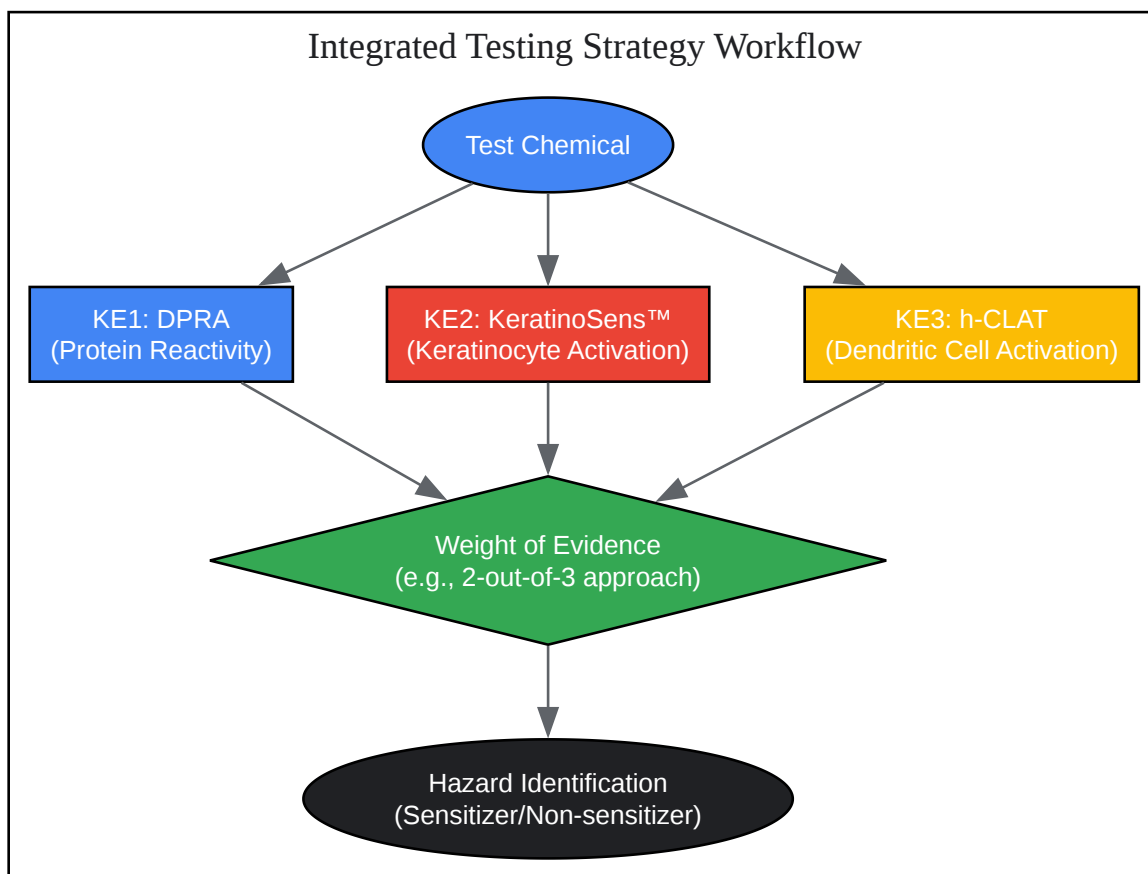 Integrated Testing Strategy Workflow
Test Chemical
KE1: DPRA
(Protein Reactivity)
KE2: KeratinoSens™
(Keratinocyte Activation)
KE3: h-CLAT
(Dendritic Cell Activation)
Weight of Evidence
(e.g., 2-out-of-3 approach)
Hazard Identification
(Sensitizer/Non-sensitizer)